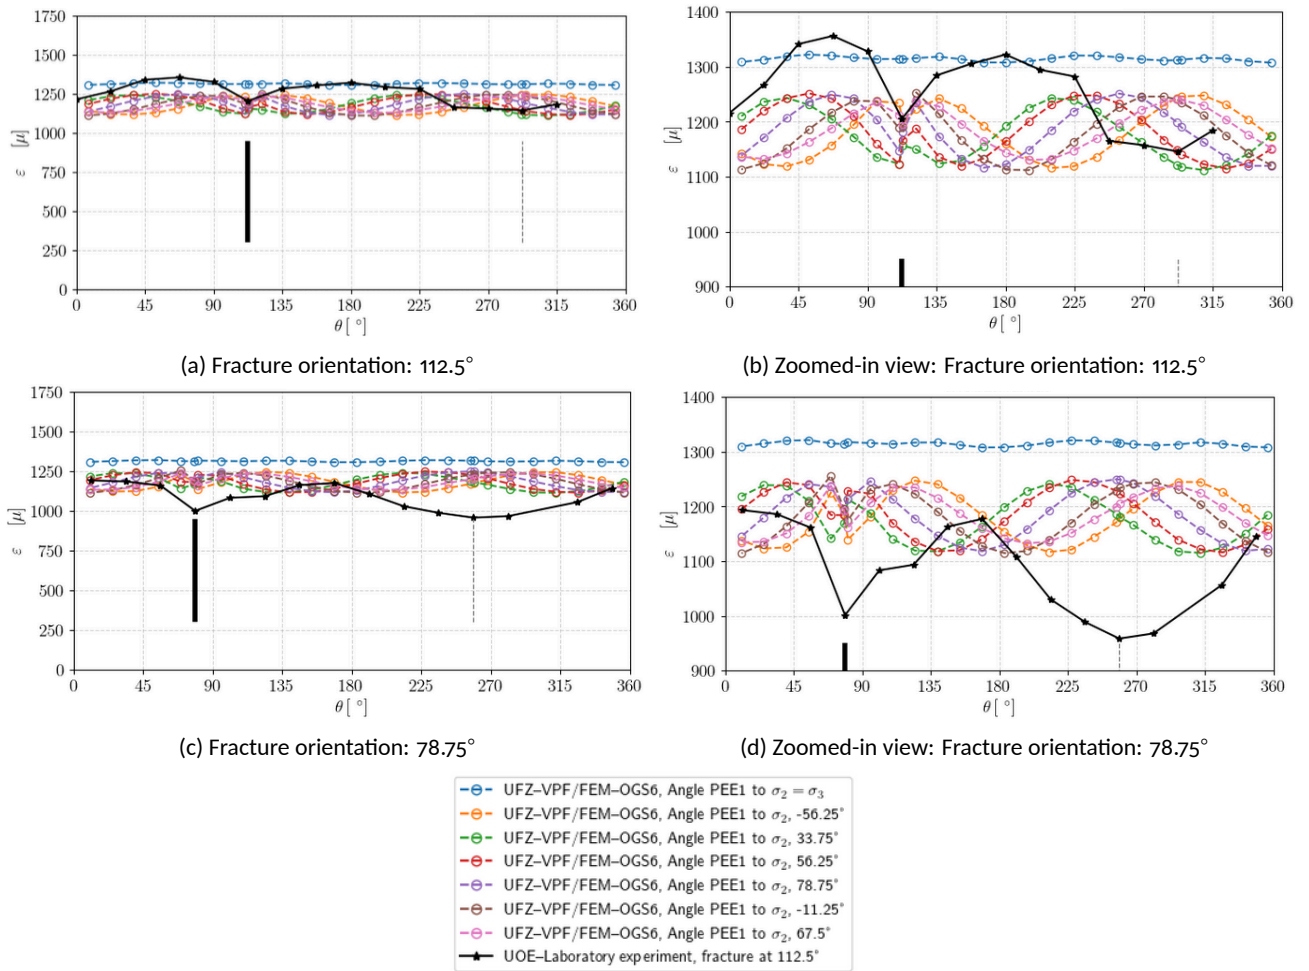 1750
1500
1250
1000
750
500
250
0
ε [μ]
0 45 90 135 180 225 270 315 360
θ [ °]
1400
1300
1200
1100
1000
900
ε [μ]
0 45 90 135 180 225 270 315 360
θ [ °]
(a) Fracture orientation: 112.5°
(b) Zoomed-in view: Fracture orientation: 112.5°
1750
1500
1250
1000
750
500
250
0
ε [μ]
0 45 90 135 180 225 270 315 360
θ [ °]
1400
1300
1200
1100
1000
900
ε [μ]
0 45 90 135 180 225 270 315 360
θ [ °]
(c) Fracture orientation: 78.75°
(d) Zoomed-in view: Fracture orientation: 78.75°
UFZ–VPF/FEM–OGS6, Angle PEE1 to σ₂ = σ₃
UFZ–VPF/FEM–OGS6, Angle PEE1 to σ₂, -56.25°
UFZ–VPF/FEM–OGS6, Angle PEE1 to σ₂, 33.75°
UFZ–VPF/FEM–OGS6, Angle PEE1 to σ₂, 56.25°
UFZ–VPF/FEM–OGS6, Angle PEE1 to σ₂, 78.75°
UFZ–VPF/FEM–OGS6, Angle PEE1 to σ₂, -11.25°
UFZ–VPF/FEM–OGS6, Angle PEE1 to σ₂, 67.5°
UOE–Laboratory experiment, fracture at 112.5°